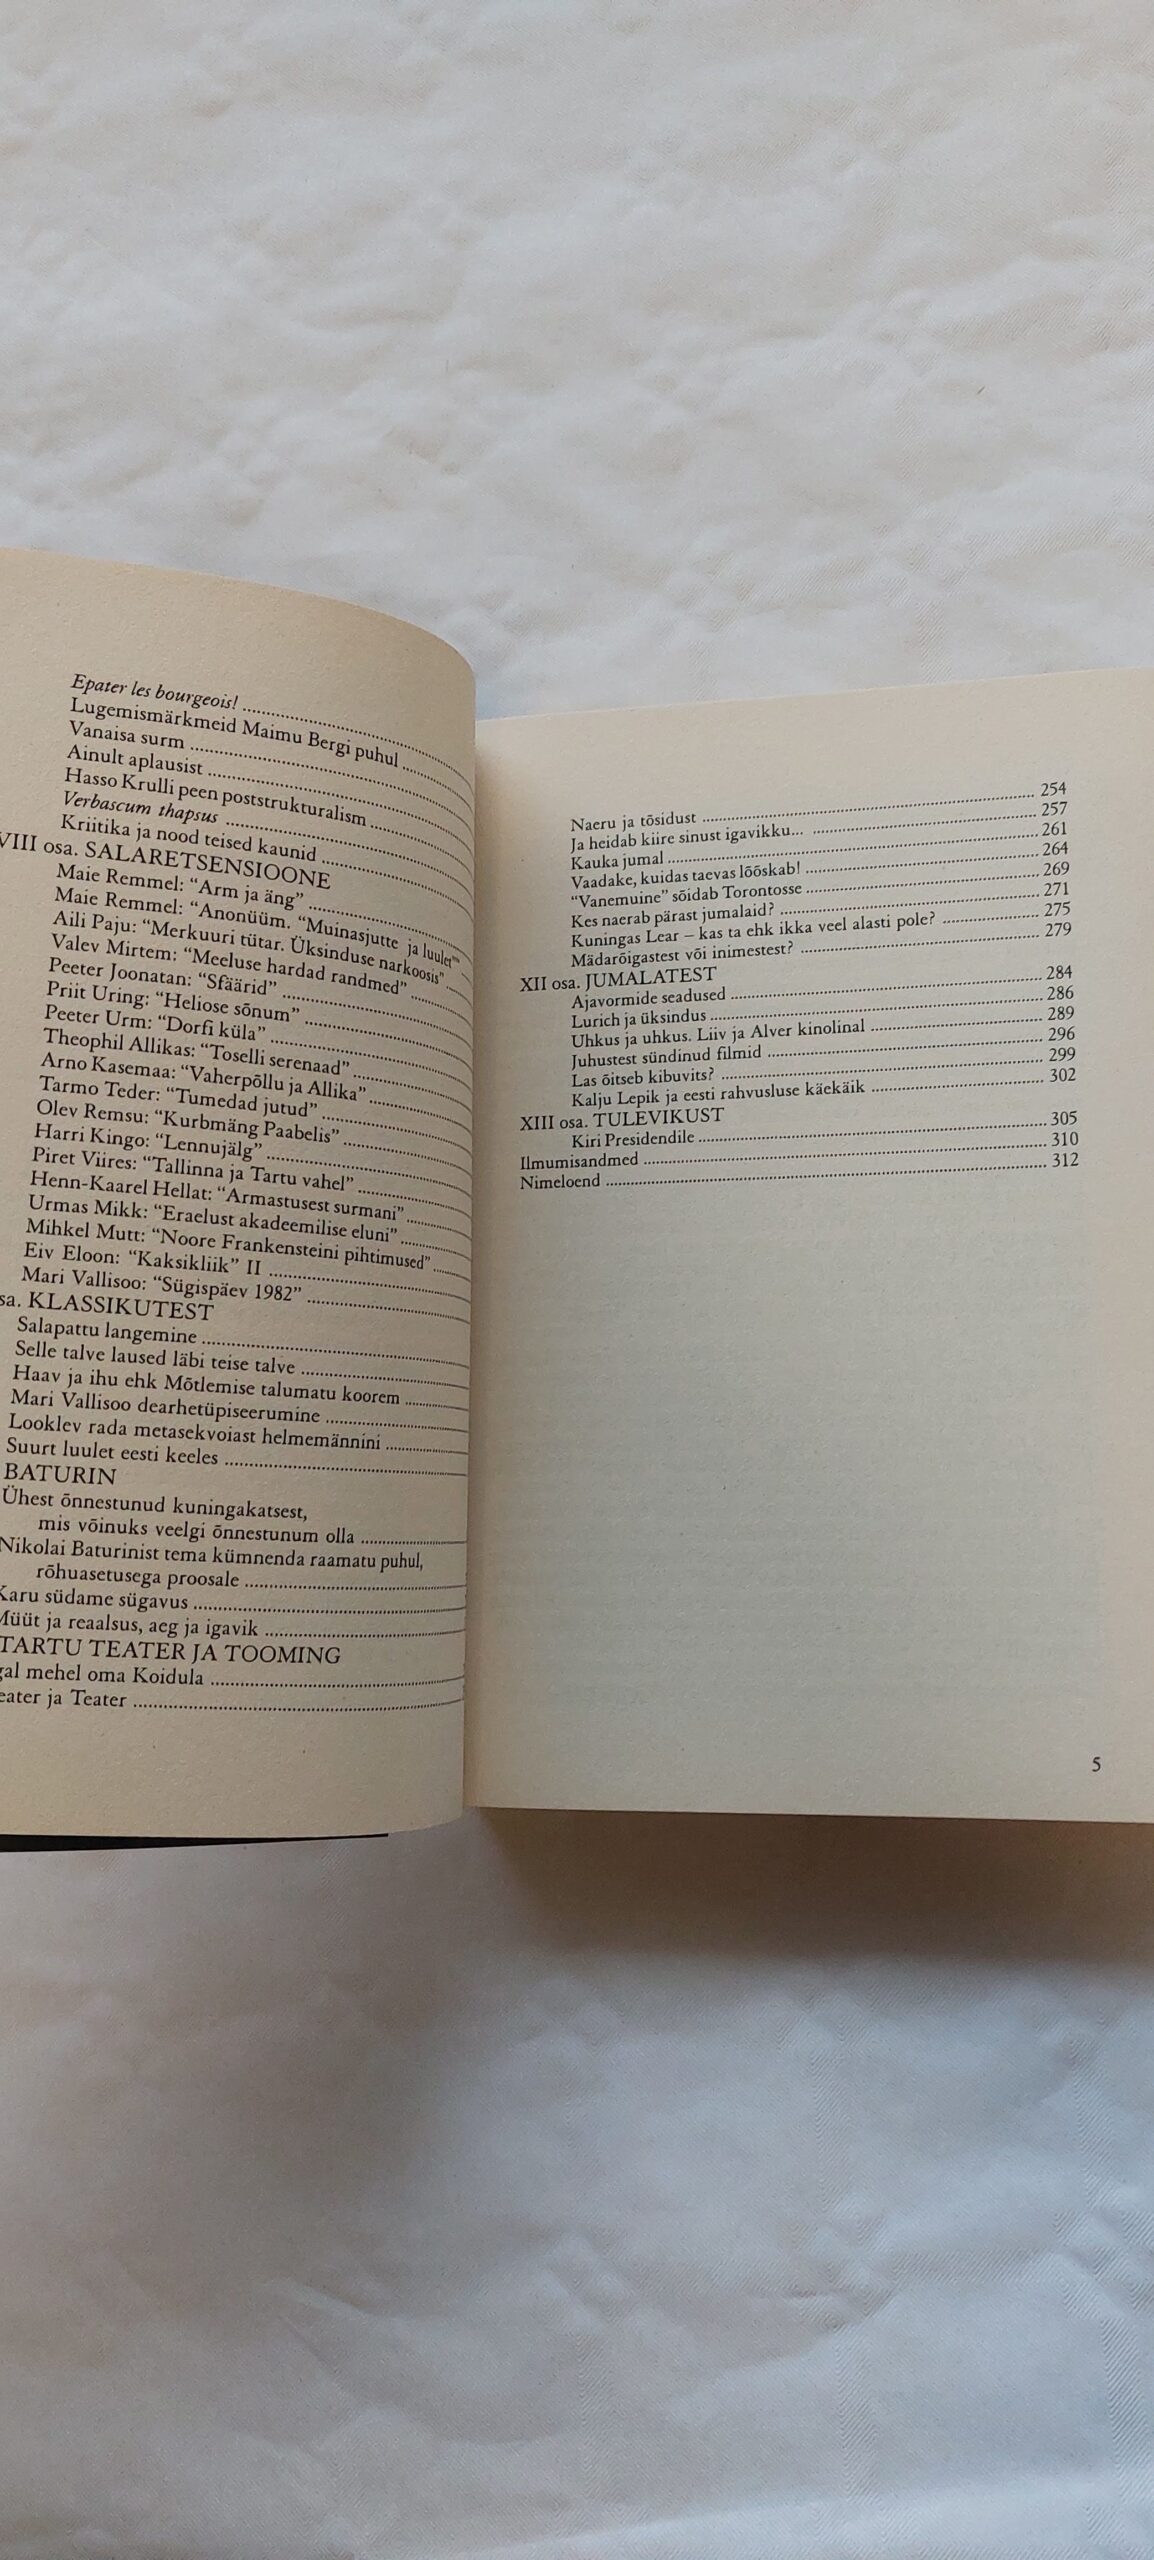 Epater les bourgeois!
Lugemismärkmeid Maimu Bergi puhul
Vanaisa surm
Ainult aplausist
Hasso Krulli peen poststrukturalism
Verbascum thapsus
Kriitika ja nood teised kaunid
VIII osa. SALARETSENSIOONE
Maie Remmel: “Arm ja äng”
Maie Remmel: “Anonüüm. “Muinasjutte ja luulet””
Aili Paju: “Merkuuri tütar. Üksinduse narkoosis”
Valev Mirtem: “Meeluse hardad randmed”
Peeter Joonatan: “Sfäärid”
Priit Uring: “Heliose sõnum”
Peeter Urm: “Dorfi küla”
Theophil Allikas: “Toselli serenaad”
Arno Kasemaa: “Vaherpõllu ja Allika”
Tarmo Teder: “Tumedad jutud”
Olev Remsu: “Kurbmäng Paabelis”
Harri Kingo: “Lennujälg”
Piret Viires: “Tallinna ja Tartu vahel”
Henn-Kaarel Hellat: “Armastusest surmani”
Urmas Mikk: “Eraelust akadeemilise eluni”
Mihkel Mutt: “Noore Frankensteini pihtimused”
Eiv Eloon: “Kaksikliik” II
Mari Vallisoo: “Sügispäev 1982”
sa. KLASSIKUTEST
Salapattu langemine
Selle talve laused läbi teise talve
Haav ja ihu ehk Mõtlemise talumatu koorem
Mari Vallisoo dearhetüpiseerumine
Looklev rada metasekvoiast helmemännini
Suurt luulet eesti keeles
BATURIN
Ühest õnnestunud kuningakatsest,
mis võinuks veelgi õnnestunum olla
Nikolai Baturinist tema kümnenda raamatu puhul,
rõhuasetusega proosale
Karu südame sügavus
Müüt ja reaalsus, aeg ja igavik
TARTU TEATER JA TOOMING
gal mehel oma Koidula
eater ja Teater
Naeru ja tõsidust 254
Ja heidab kiire sinust igavikku... 257
Kauka jumal 261
Vaadake, kuidas taevas lõõskab! 264
“Vanemuine” sõidab Torontosse 269
Kes naerab pärast jumalaid? 271
Kuningas Lear – kas ta ehk ikka veel alasti pole? 275
Mädarõigastest või inimestest? 279
XII osa. JUMALATEST
Ajavormide seadused 284
Lurich ja üksindus 286
Uhkus ja uhkus. Liiv ja Alver kinolinal 289
Juhustest sündinud filmid 296
Las õitseb kibuvits? 299
Kalju Lepik ja eesti rahvusluse käekäik 302
XIII osa. TULEVIKUST
Kiri Presidendile 305
Ilmumisandmed 310
Nimeloend 312
5